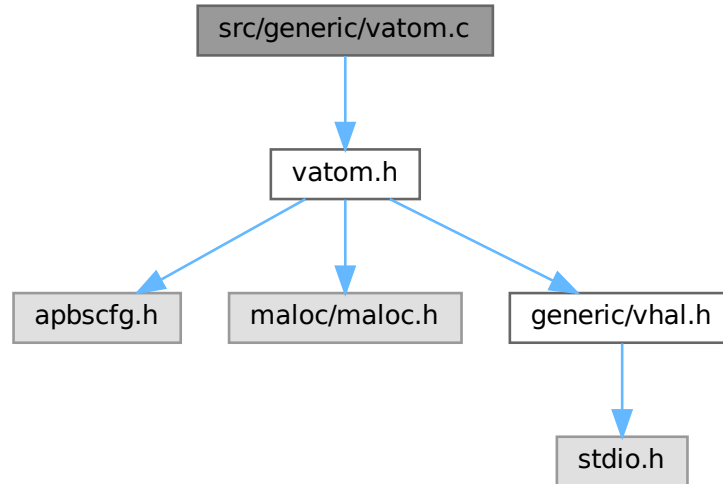 src/generic/vatom.c
vatom.h
apbscfg.h
maloc/maloc.h
generic/vhal.h
stdio.h